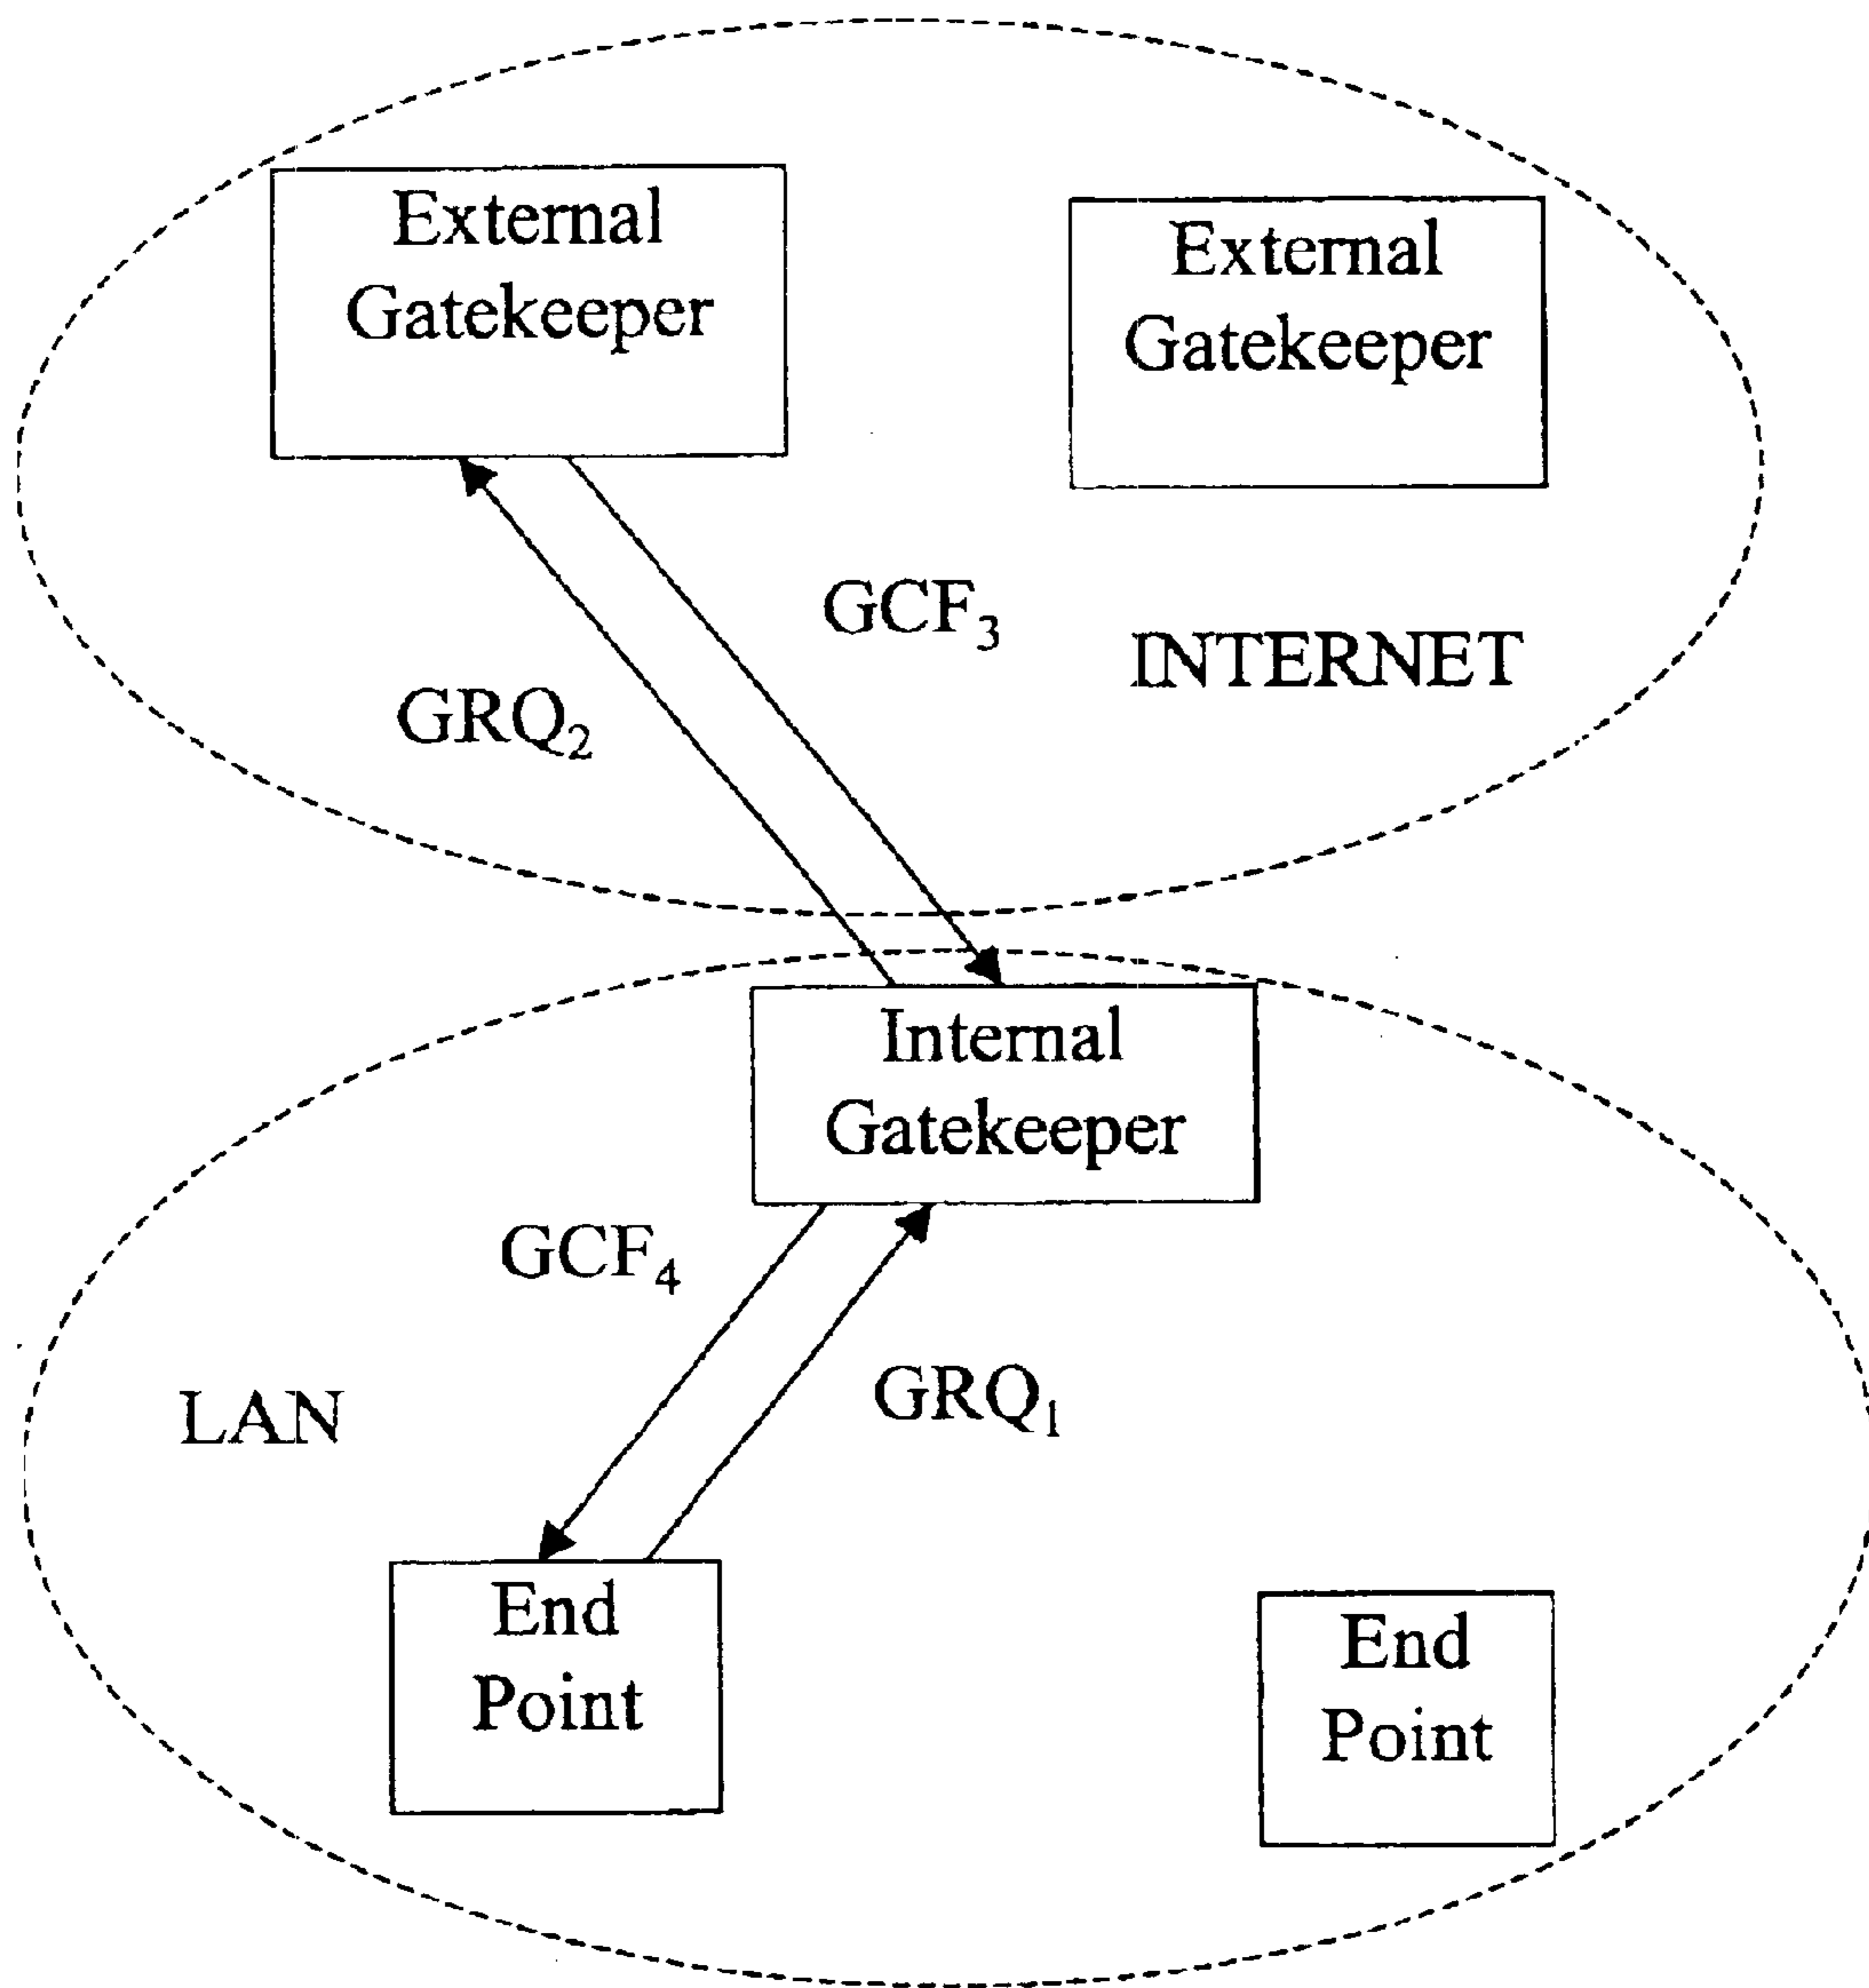 External
Gatekeeper
External
Gatekeeper
GCF₃
INTERNET
GRQ₂
Internal
Gatekeeper
GCF₄
GRQ₁
LAN
End
Point
End
Point